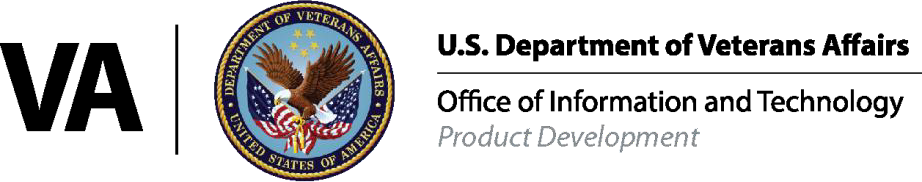 VA
DEPARTMENT OF VETERANS AFFAIRS
UNITED STATES OF AMERICA
U.S. Department of Veterans Affairs
Office of Information and Technology
Product Development